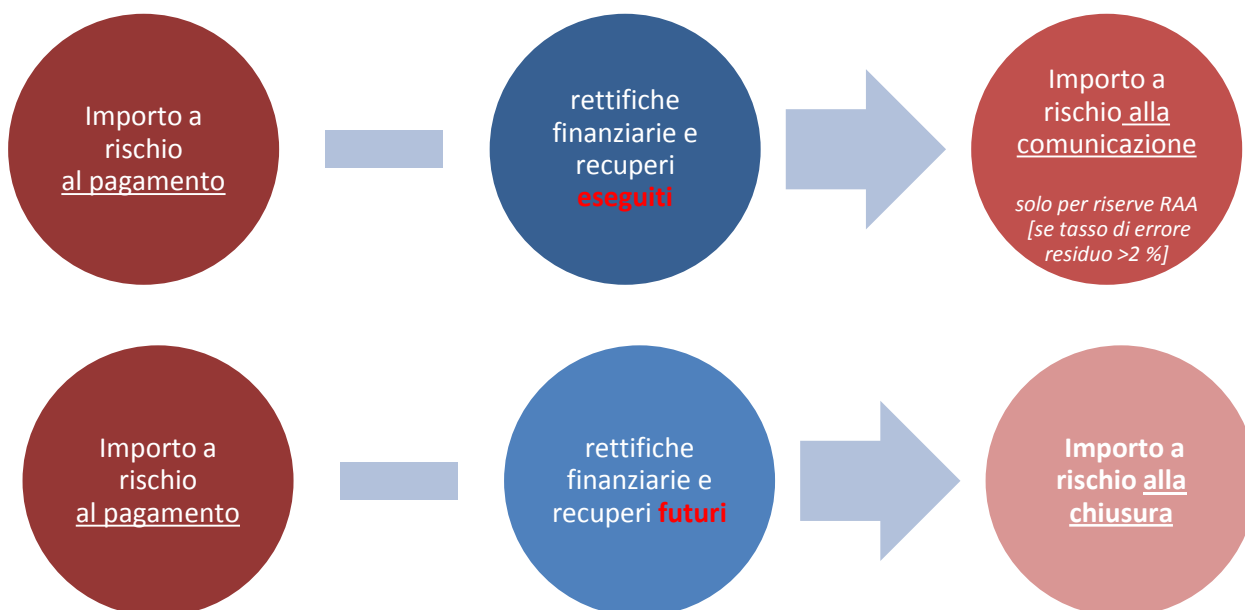 Importo a
rischio
al pagamento
rettifiche
finanziarie e
recuperi
eseguiti
Importo a
rischio alla
comunicazione
solo per riserve RAA
[se tasso di errore
residuo >2 %]
Importo a
rischio
al pagamento
rettifiche
finanziarie e
recuperi futuri
Importo a
rischio alla
chiusura